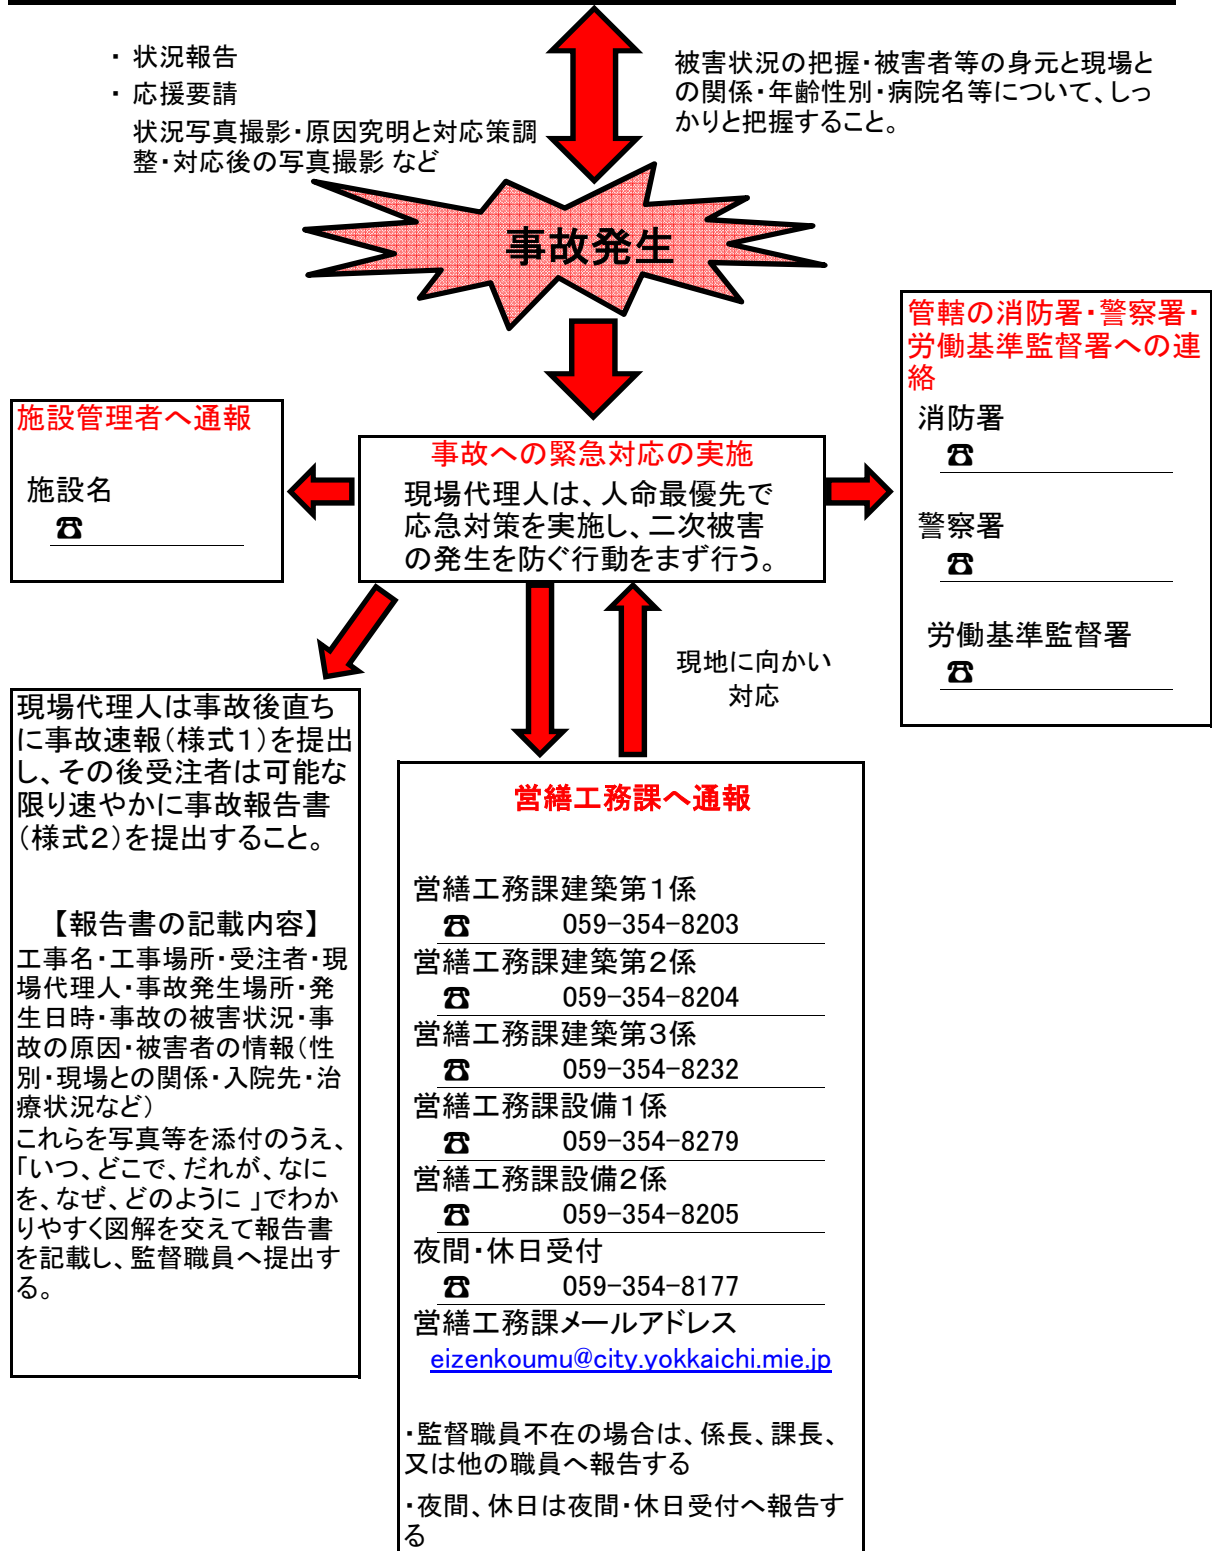 ・ 状況報告
・ 応援要請
状況写真撮影・原因究明と対応策調
整・対応後の写真撮影 など
被害状況の把握・被害者等の身元と現場と
の関係・年齢性別・病院名等について、しっ
かりと把握すること。
事故発生
管轄の消防署・警察署・
労働基準監督署への連
絡
消防署
☎
警察署
☎
労働基準監督署
☎
施設管理者へ通報
施設名
☎
事故への緊急対応の実施
現場代理人は、人命最優先で
応急対策を実施し、二次被害
の発生を防ぐ行動をまず行う。
現地に向かい
対応
現場代理人は事故後直ち
に事故速報(様式1)を提出
し、その後受注者は可能な
限り速やかに事故報告書
(様式2)を提出すること。
【報告書の記載内容】
工事名・工事場所・受注者・現
場代理人・事故発生場所・発
生日時・事故の被害状況・事
故の原因・被害者の情報(性
別・現場との関係・入院先・治
療状況など)
これらを写真等を添付のうえ、
「いつ、どこで、だれが、なに
を、なぜ、どのように 」でわか
りやすく図解を交えて報告書
を記載し、監督職員へ提出す
る。
営繕工務課へ通報
営繕工務課建築第1係
☎ 059-354-8203
営繕工務課建築第2係
☎ 059-354-8204
営繕工務課建築第3係
☎ 059-354-8232
営繕工務課設備1係
☎ 059-354-8279
営繕工務課設備2係
☎ 059-354-8205
夜間・休日受付
☎ 059-354-8177
営繕工務課メールアドレス
eizenkoumu@city.yokkaichi.mie.jp
・監督職員不在の場合は、係長、課長、
又は他の職員へ報告する
・夜間、休日は夜間・休日受付へ報告す
る